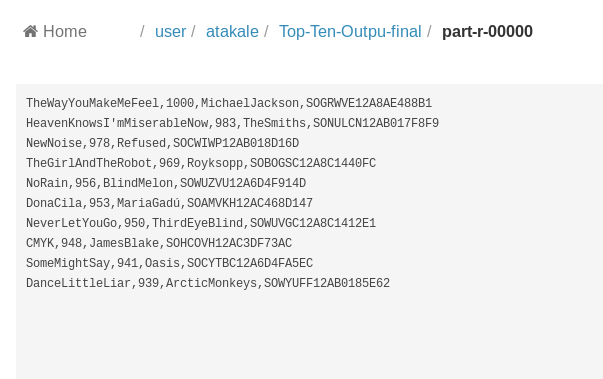 Home / user / atakale / Top-Ten-Outpu-final / part-r-00000
TheWayYouMakeMeFeel,1000,MichaelJackson,SOGRWVE12A8AE488B1
HeavenKnowsI'mMiserableNow,983,TheSmiths,SONULCN12AB017F8F9
NewNoise,978,Refused,SOCWIWP12AB018D16D
TheGirlAndTheRobot,969,Royksopp,SOBOGSC12A8C1440FC
NoRain,956,BlindMelon,SOWUZVU12A6D4F914D
DonaCila,953,MariaGadú,SOAMVKH12AC468D147
NeverLetYouGo,950,ThirdEyeBlind,SOWUVGC12A8C1412E1
CMYK,948,JamesBlake,SOHCOVH12AC3DF73AC
SomeMightSay,941,Oasis,SOCYTBC12A6D4FA5EC
DanceLittleLiar,939,ArcticMonkeys,SOWYUFF12AB0185E62